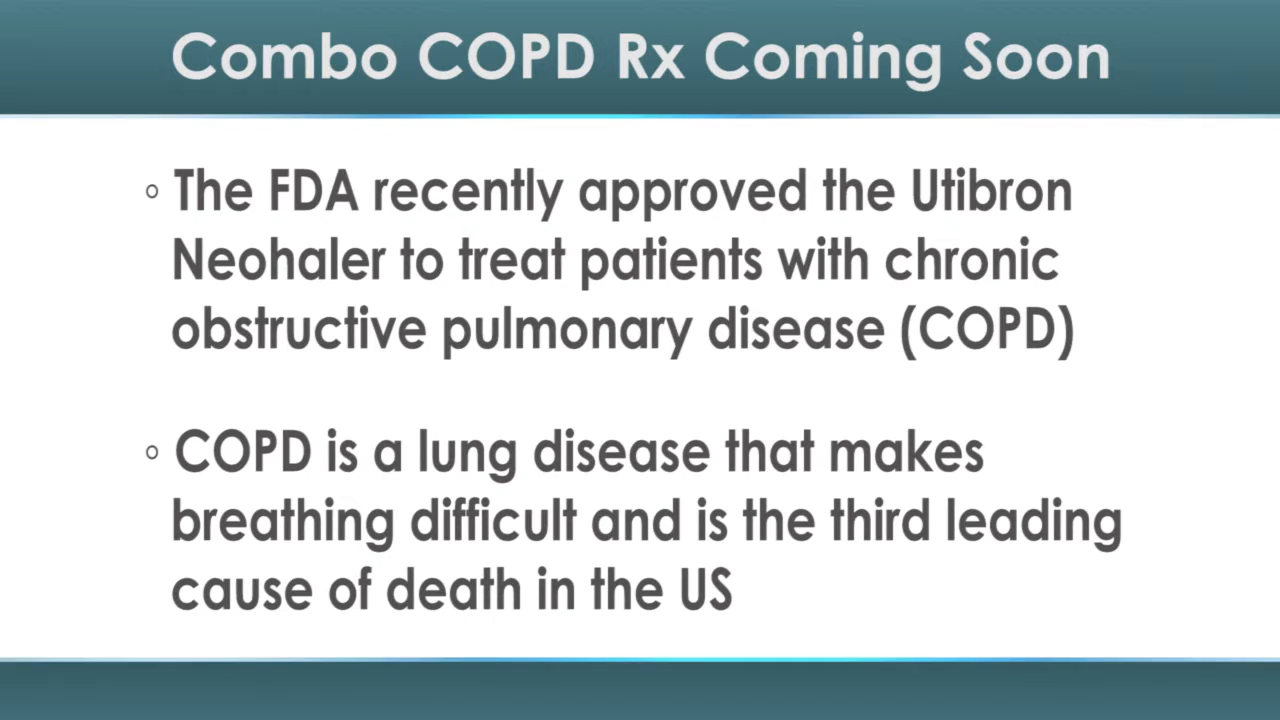 Combo COPD Rx Coming Soon
◦ The FDA recently approved the Utibron
Neohaler to treat patients with chronic
obstructive pulmonary disease (COPD)
◦ COPD is a lung disease that makes
breathing difficult and is the third leading
cause of death in the US